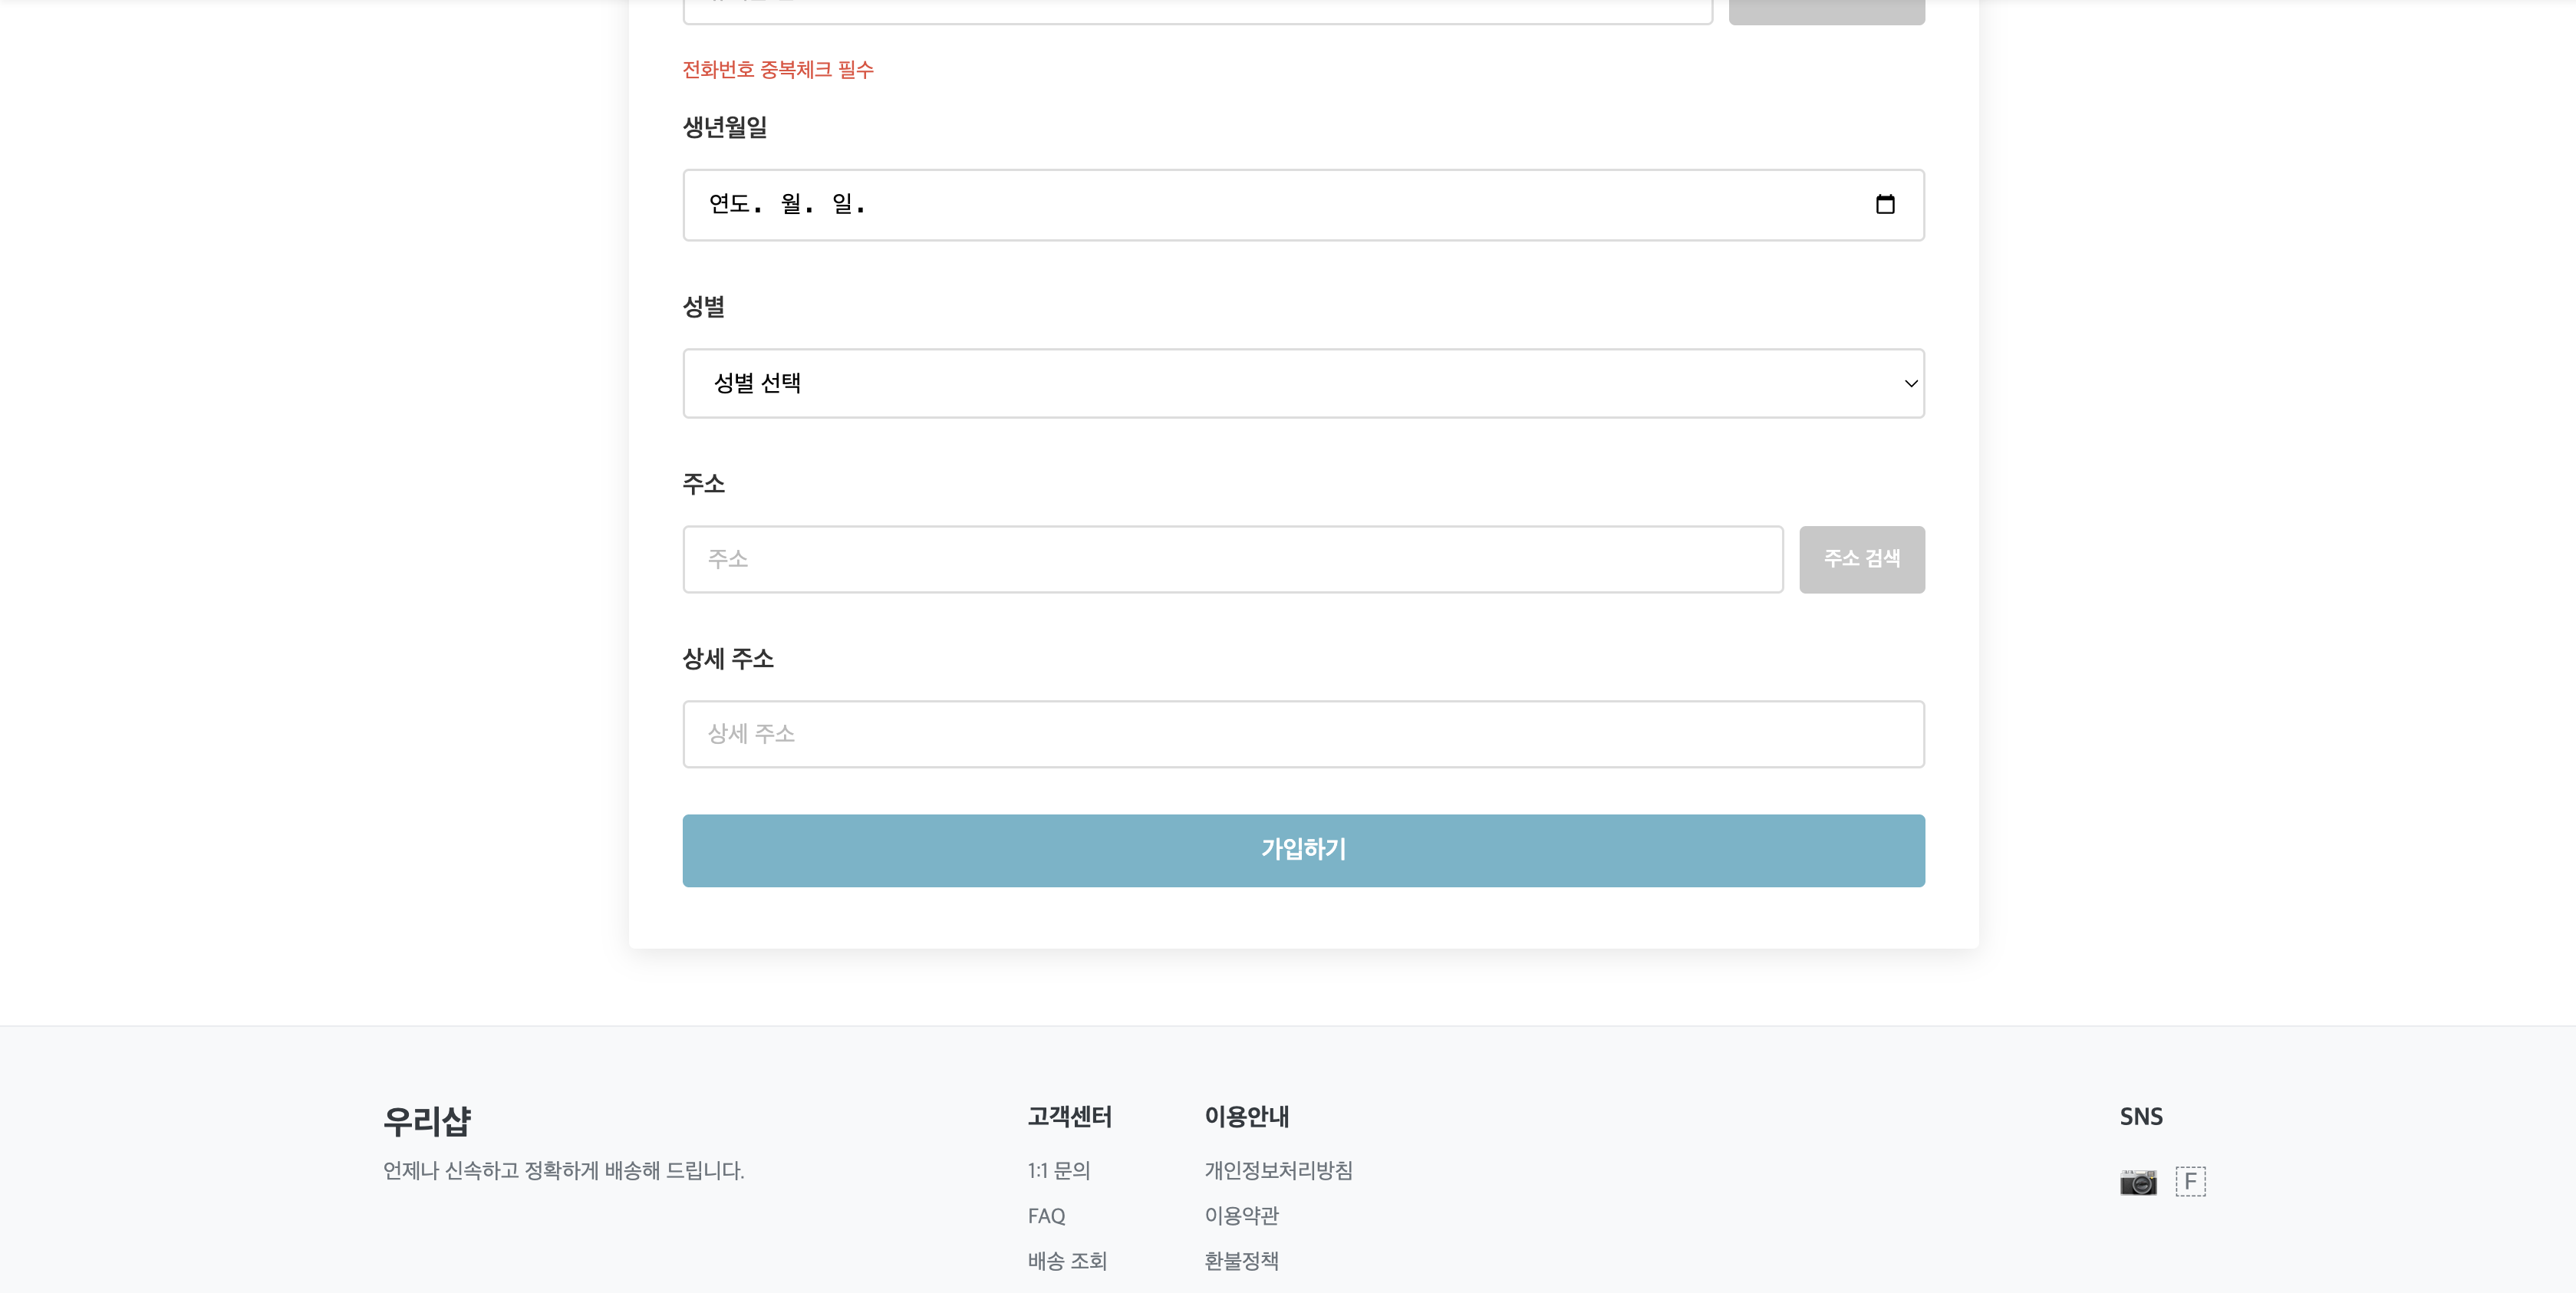 전화번호 중복체크 필수
생년월일
연도. 월. 일.
성별
성별 선택
주소
주소
주소 검색
상세 주소
상세 주소
가입하기
우리샵
언제나 신속하고 정확하게 배송해 드립니다.
고객센터
1:1 문의
FAQ
배송 조회
이용안내
개인정보처리방침
이용약관
환불정책
SNS
F